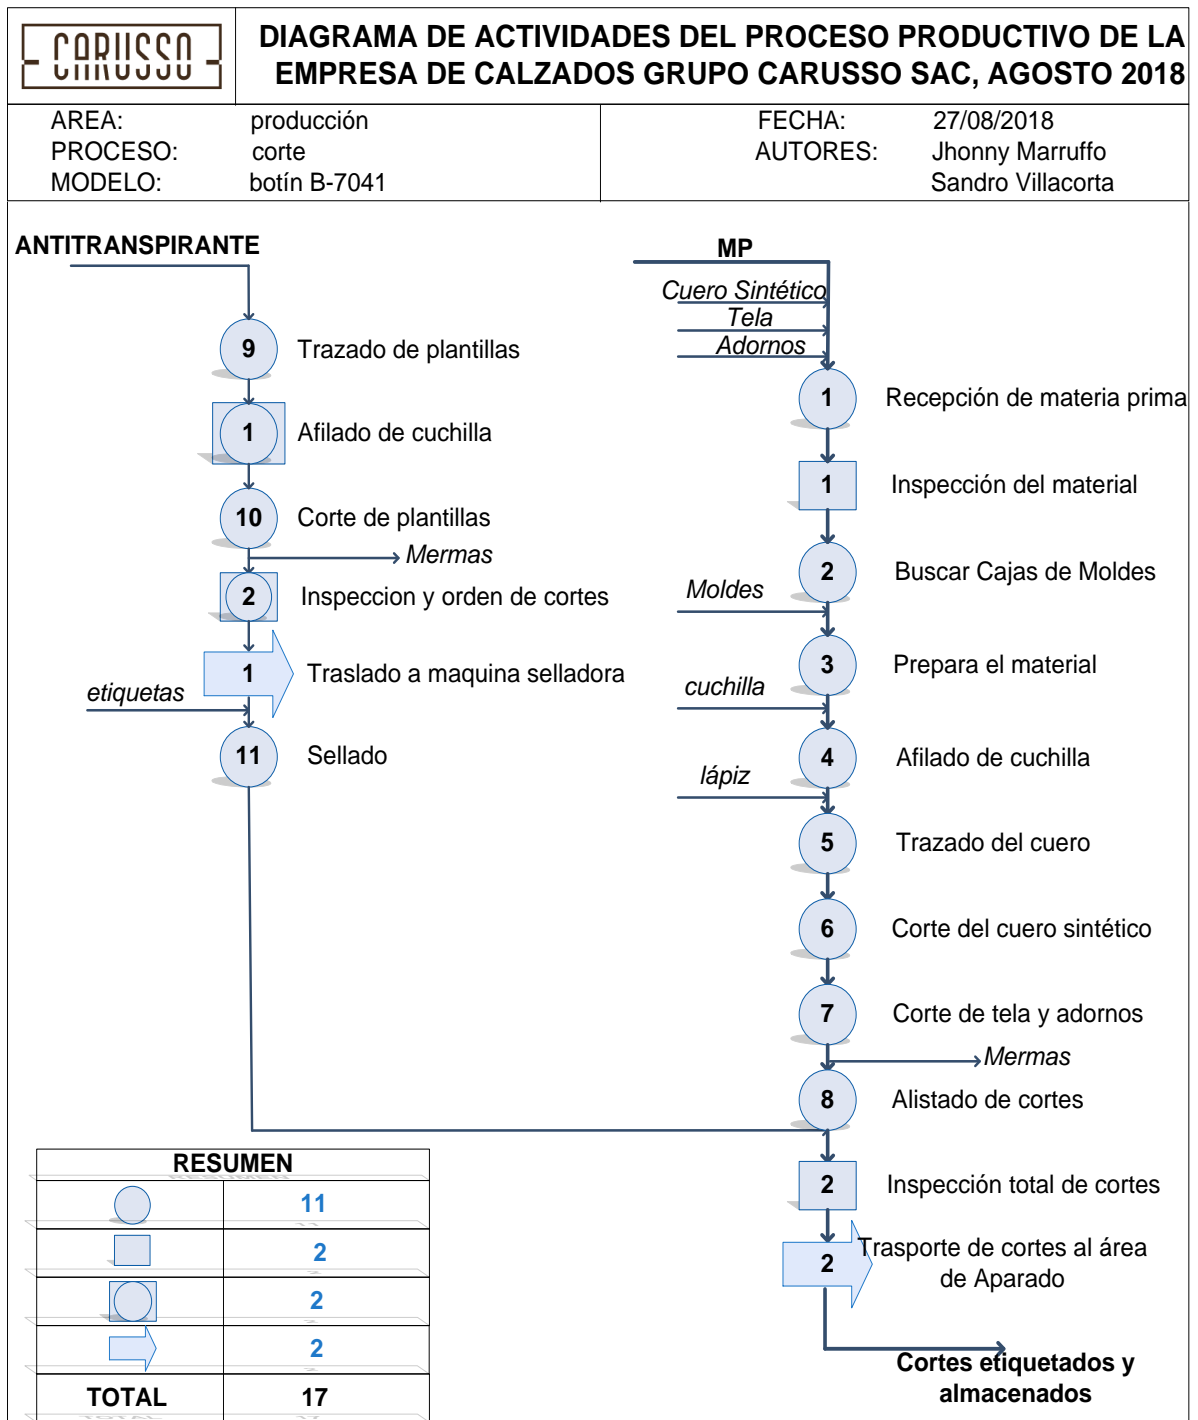 CARUSSO
DIAGRAMA DE ACTIVIDADES DEL PROCESO PRODUCTIVO DE LA
EMPRESA DE CALZADOS GRUPO CARUSSO SAC, AGOSTO 2018
AREA: producción
PROCESO: corte
MODELO: botín B-7041
FECHA: 27/08/2018
AUTORES: Jhonny Marruffo
Sandro Villacorta
ANTITRANSPIRANTE
9 Trazado de plantillas
1 Afilado de cuchilla
10 Corte de plantillas
Mermas
2 Inspeccion y orden de cortes
1 Traslado a maquina selladora
etiquetas
11 Sellado
MP
Cuero Sintético
Tela
Adornos
1 Recepción de materia prima
1 Inspección del material
2 Buscar Cajas de Moldes
Moldes
3 Prepara el material
cuchilla
4 Afilado de cuchilla
lápiz
5 Trazado del cuero
6 Corte del cuero sintético
7 Corte de tela y adornos
Mermas
8 Alistado de cortes
2 Inspección total de cortes
2 Trasporte de cortes al área
de Aparado
Cortes etiquetados y
almacenados
RESUMEN
11
2
2
2
TOTAL 17